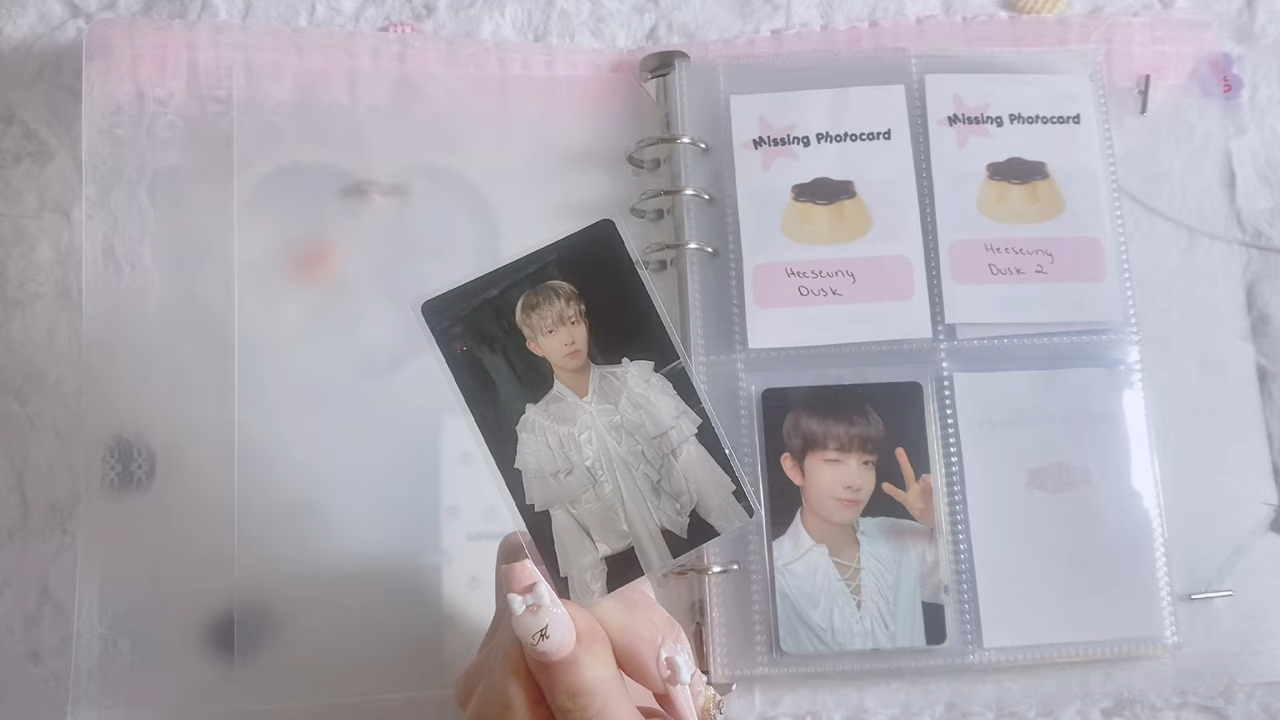 Missing Photocard
Heeseung
Dusk
Missing Photocard
Heeseung
Dusk 2
H